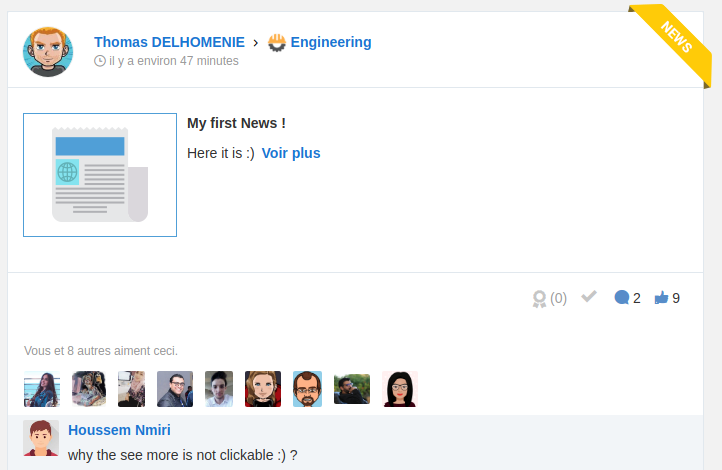 Thomas DELHOMENIE > Engineering
NEWS
il y a environ 47 minutes
My first News !
Here it is :) Voir plus
(0) 2 9
Vous et 8 autres aiment ceci.
Houssem Nmiri
why the see more is not clickable :) ?